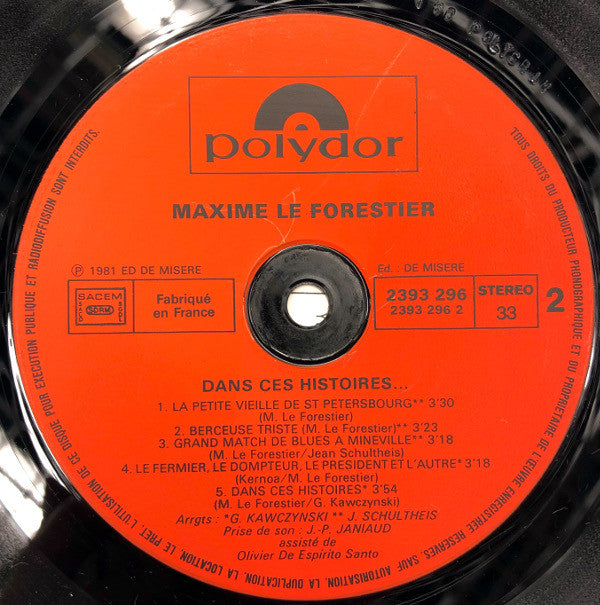 polydor
MAXIME LE FORESTIER
℗ 1981 ED DE MISERE
Ed.: DE MISERE
SACEM
SDRM
Fabriqué
en France
2393 296
2393 296 2
STEREO
33
2
DANS CES HISTOIRES...
1. LA PETITE VIEILLE DE ST PETERSBOURG** 3'30
(M. Le Forestier)
2. BERCEUSE TRISTE (M. Le Forestier)** 3'23
3. GRAND MATCH DE BLUES A MINEVILLE** 3'18
(M. Le Forestier/Jean Schultheis)
4. LE FERMIER, LE DOMPTEUR, LE PRESIDENT ET L'AUTRE* 3'18
(Kernoa/M. Le Forestier)
5. DANS CES HISTOIRES* 3'54
(M. Le Forestier/G. Kawczynski)
Arrgts : *G. KAWCZYNSKI ** J. SCHULTHEIS
Prise de son : J.-P. JANIAUD
assisté de
Olivier De Espírito Santo
TOUS DROITS DU PRODUCTEUR PHONOGRAPHIQUE ET DU PROPRIETAIRE DE L'ŒUVRE ENREGISTREE RESERVES. SAUF AUTORISATION, LA DUPLICATION, LA LOCATION, LE PRET, L'UTILISATION DE CE DISQUE POUR EXECUTION PUBLIQUE ET RADIODIFFUSION SONT INTERDITS.